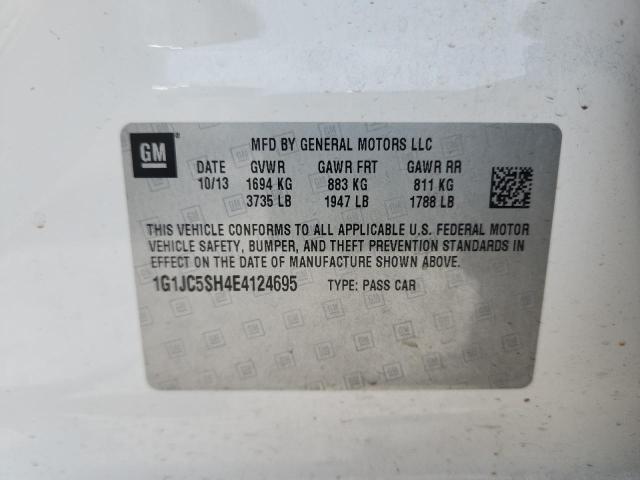 GM
MFD BY GENERAL MOTORS LLC
DATE GVWR GAWR FRT GAWR RR
10/13 1694 KG 883 KG 811 KG
3735 LB 1947 LB 1788 LB
THIS VEHICLE CONFORMS TO ALL APPLICABLE U.S. FEDERAL MOTOR
VEHICLE SAFETY, BUMPER, AND THEFT PREVENTION STANDARDS IN
EFFECT ON THE DATE OF MANUFACTURE SHOWN ABOVE.
1G1JC5SH4E4124695 TYPE: PASS CAR